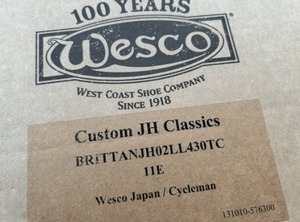 100 YEARS
Wesco
WEST COAST SHOE COMPANY
SINCE 1918
Custom JH Classics
BRITTANJH02LL430TC
11E
Wesco Japan / Cycleman
131010-576300